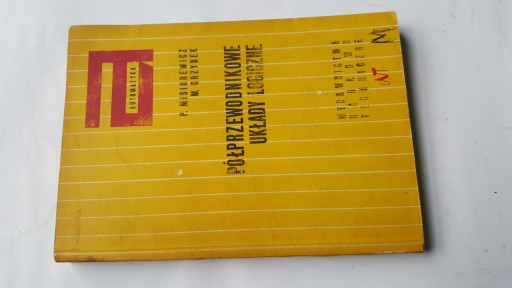 AUTOMATYKA
P. MISIUREWICZ
M. GRZYBEK
PÓŁPRZEWODNIKOWE
UKŁADY LOGICZNE
WYDAWNICTWA
NAUKOWO
TECHNICZNE